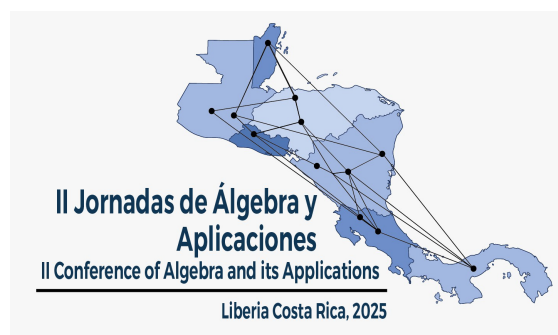 II Jornadas de Álgebra y
Aplicaciones
II Conference of Algebra and its Applications
Liberia Costa Rica, 2025